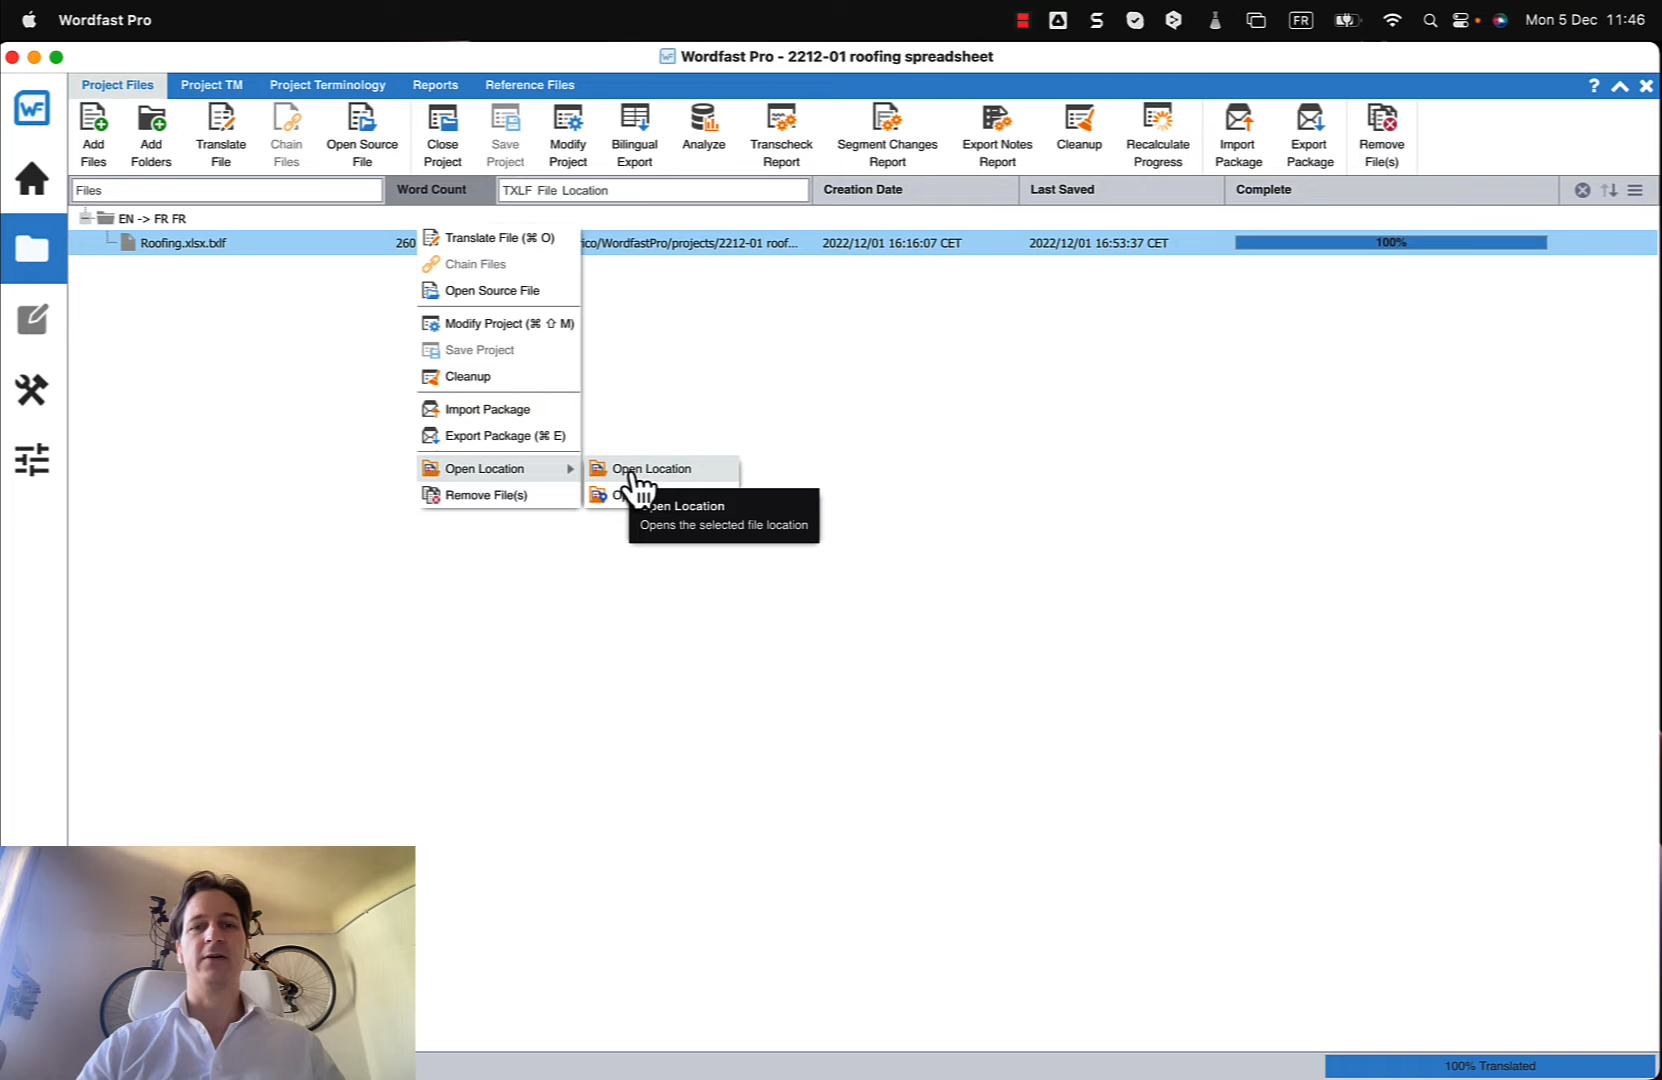 Wordfast Pro
FR
Mon 5 Dec 11:46
Wordfast Pro - 2212-01 roofing spreadsheet
WF
Project Files
Project TM
Project Terminology
Reports
Reference Files
?
Add Files
Add Folders
Translate File
Chain Files
Open Source File
Close Project
Save Project
Modify Project
Bilingual Export
Analyze
Transcheck Report
Segment Changes Report
Export Notes Report
Cleanup
Recalculate Progress
Import Package
Export Package
Remove File(s)
Files
Word Count
TXLF File Location
Creation Date
Last Saved
Complete
EN -> FR FR
Roofing.xlsx.txlf
260
ico/WordfastPro/projects/2212-01 roof...
2022/12/01 16:16:07 CET
2022/12/01 16:53:37 CET
100%
Translate File (⌘ O)
Chain Files
Open Source File
Modify Project (⌘ ⇧ M)
Save Project
Cleanup
Import Package
Export Package (⌘ E)
Open Location
Remove File(s)
Open Location
Location
Opens the selected file location
100% Translated